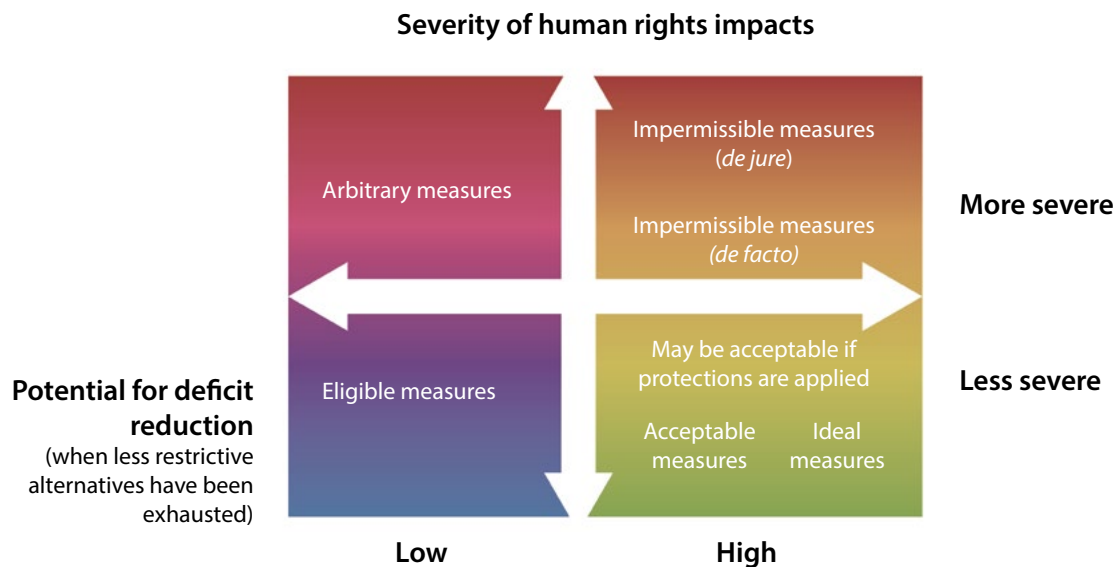 Severity of human rights impacts
Impermissible measures
(de jure)
Arbitrary measures
More severe
Impermissible measures
(de facto)
May be acceptable if
protections are applied
Less severe
Potential for deficit
reduction
(when less restrictive
alternatives have been
exhausted)
Eligible measures
Acceptable
measures
Ideal
measures
Low
High